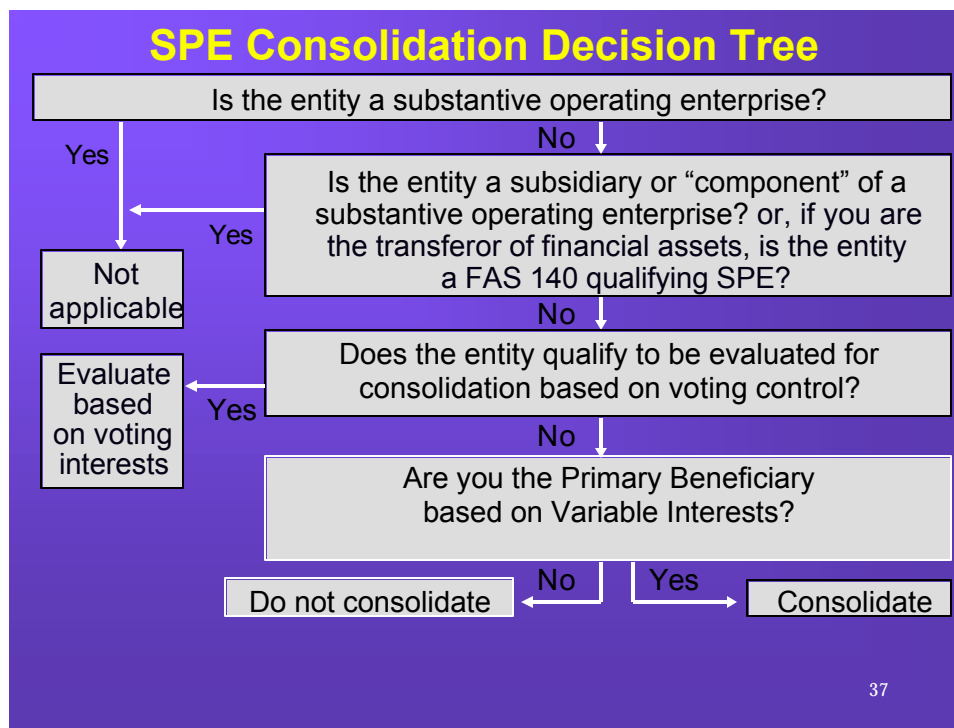 SPE Consolidation Decision Tree
Is the entity a substantive operating enterprise?
No
Yes
Is the entity a subsidiary or “component” of a
substantive operating enterprise? or, if you are
the transferor of financial assets, is the entity
a FAS 140 qualifying SPE?
Yes
Not
applicable
No
Does the entity qualify to be evaluated for
consolidation based on voting control?
Yes
Evaluate
based
on voting
interests
No
Are you the Primary Beneficiary
based on Variable Interests?
No
Yes
Do not consolidate
Consolidate
37